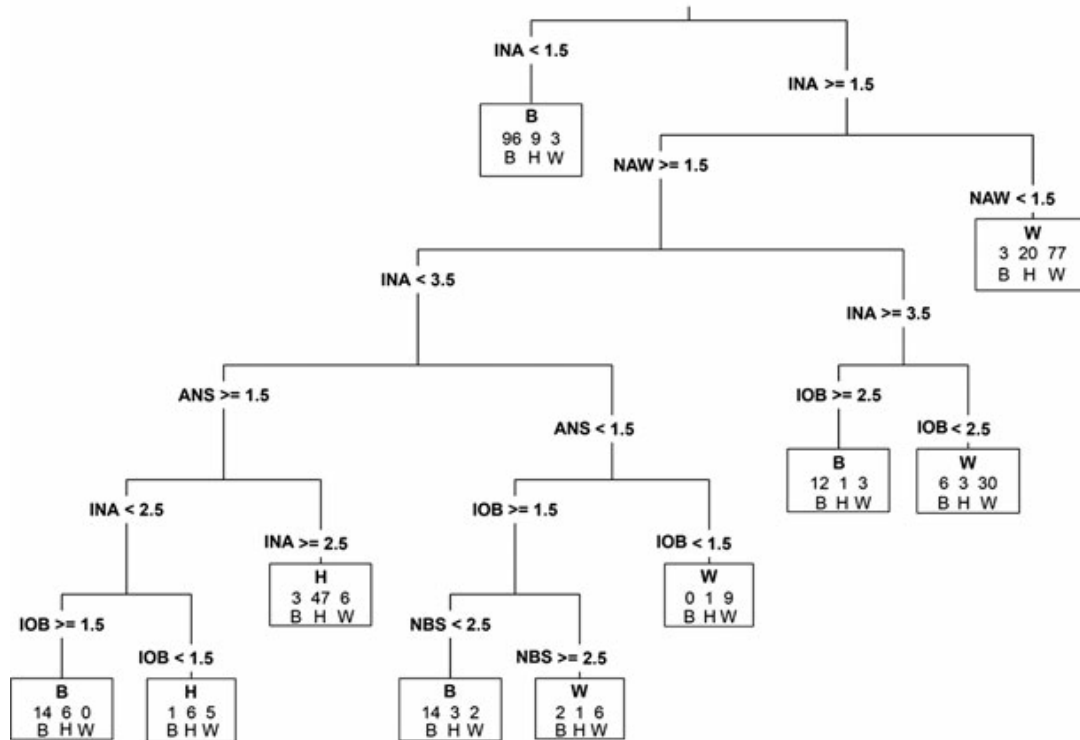 INA < 1.5
INA >= 1.5
B
96 9 3
B H W
NAW >= 1.5
NAW < 1.5
W
3 20 77
B H W
INA < 3.5
INA >= 3.5
ANS >= 1.5
ANS < 1.5
IOB >= 2.5
IOB < 2.5
B
12 1 3
B H W
W
6 3 30
B H W
INA < 2.5
INA >= 2.5
IOB >= 1.5
IOB < 1.5
H
3 47 6
B H W
W
0 1 9
B H W
IOB >= 1.5
IOB < 1.5
NBS < 2.5
NBS >= 2.5
B
14 6 0
B H W
H
1 6 5
B H W
B
14 3 2
B H W
W
2 1 6
B H W